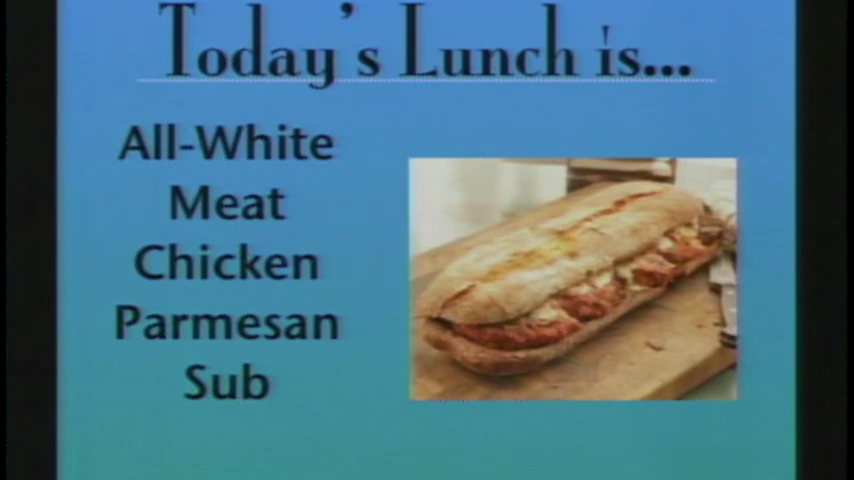 Today's Lunch is...
All-White
Meat
Chicken
Parmesan
Sub